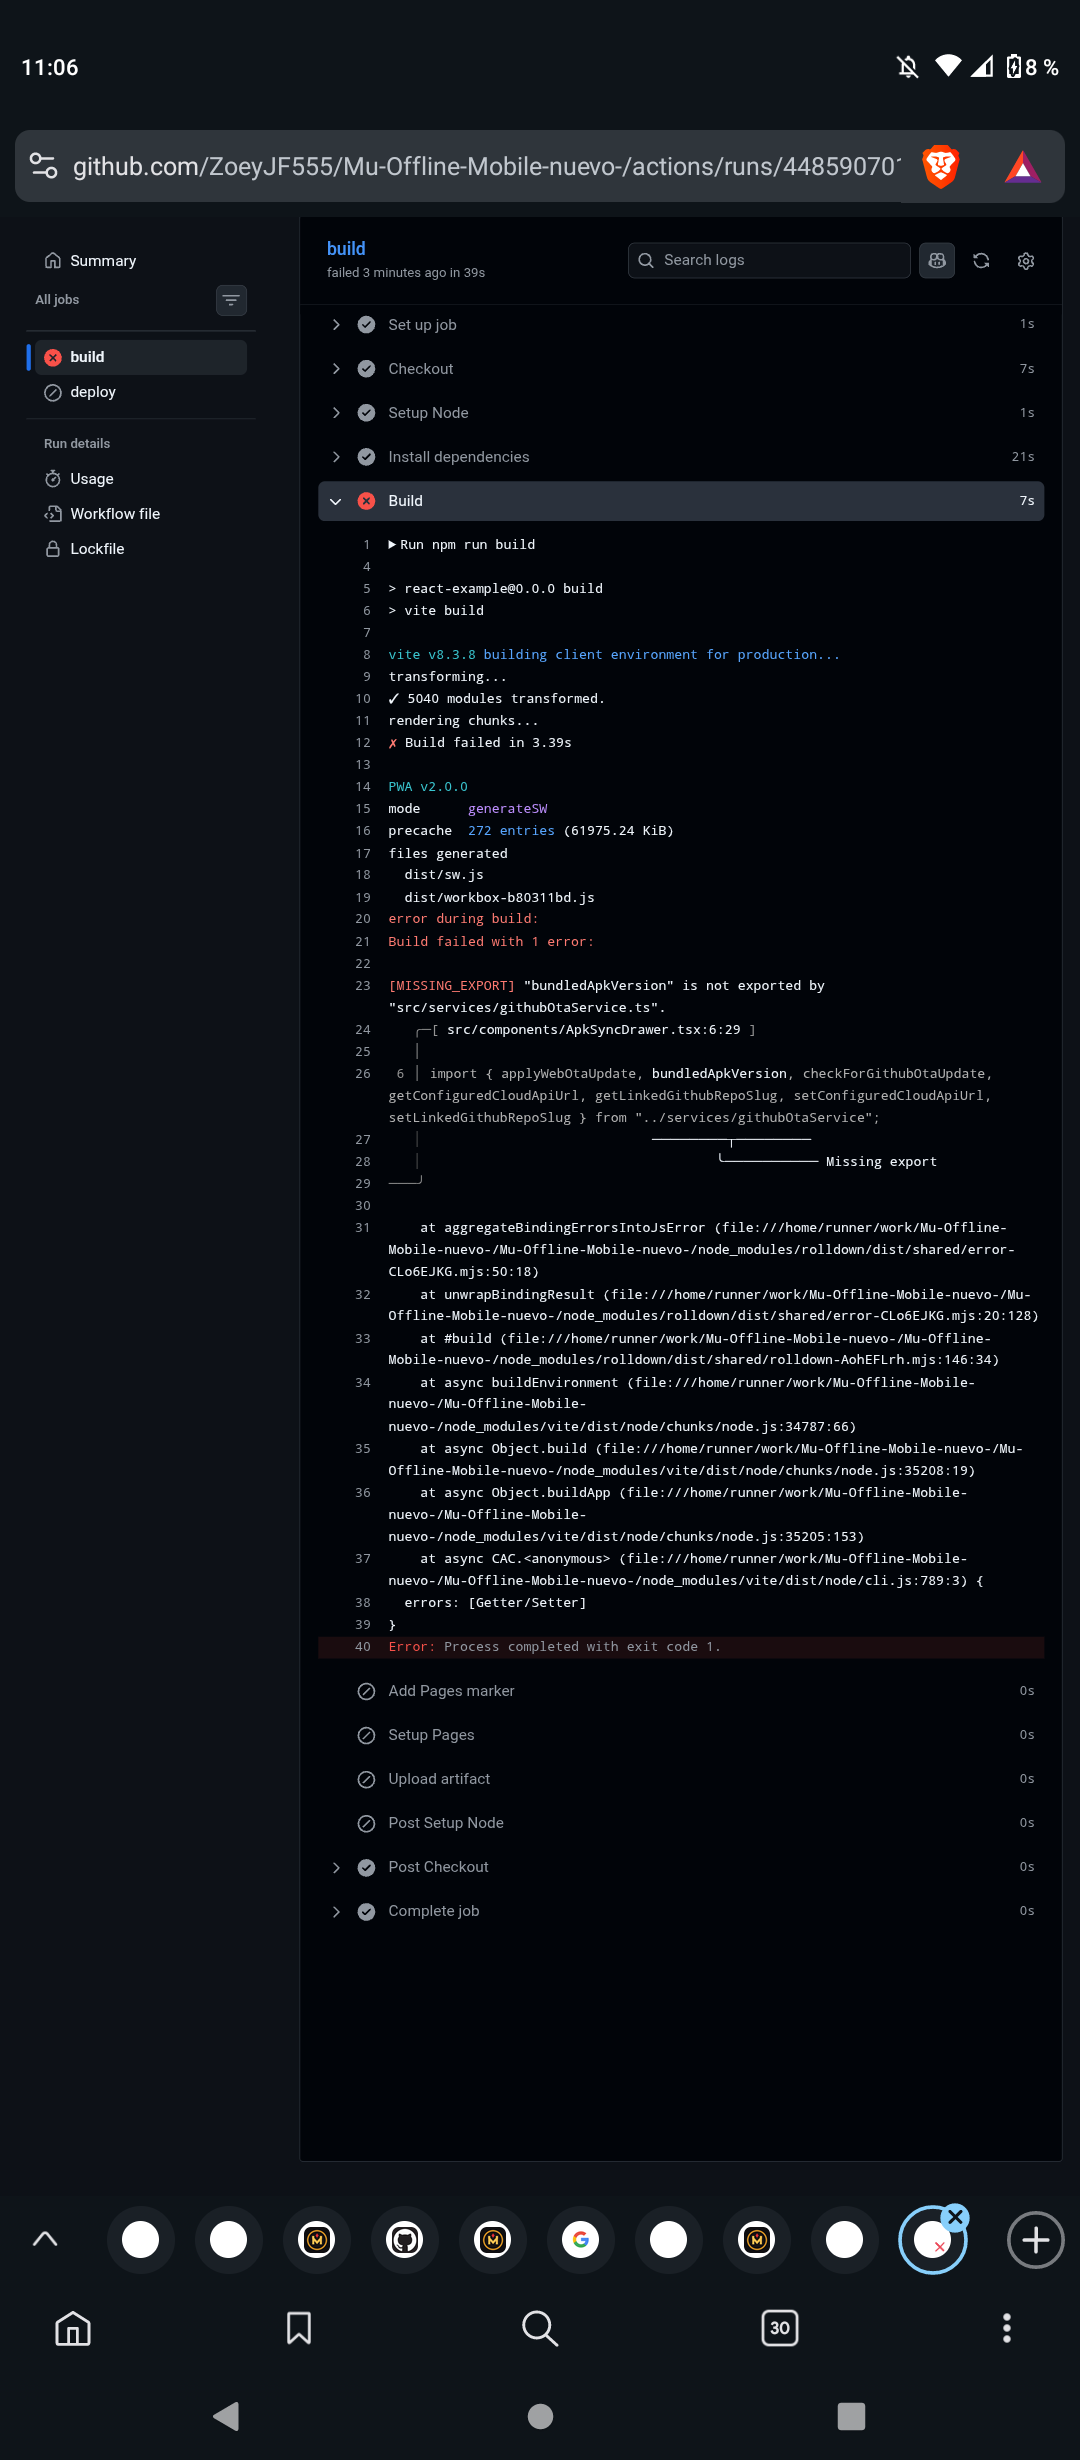 11:06
8 %
github.com/ZoeyJF555/Mu-Offline-Mobile-nuevo-/actions/runs/44859070
Summary
All jobs
build
deploy
Run details
Usage
Workflow file
Lockfile
build
failed 3 minutes ago in 39s
Search logs
Set up job 1s
Checkout 7s
Setup Node 1s
Install dependencies 21s
Build 7s
1 Run npm run build
4
5 > react-example@0.0.0 build
6 > vite build
7
8 vite v8.3.8 building client environment for production...
9 transforming...
10 ✓ 5040 modules transformed.
11 rendering chunks...
12 ✗ Build failed in 3.39s
13
14 PWA v2.0.0
15 mode generateSW
16 precache 272 entries (61975.24 KiB)
17 files generated
18 dist/sw.js
19 dist/workbox-b80311bd.js
20 error during build:
21 Build failed with 1 error:
22
23 [MISSING_EXPORT] "bundledApkVersion" is not exported by
"src/services/githubOtaService.ts".
24 ╭─[ src/components/ApkSyncDrawer.tsx:6:29 ]
25 │
26 6 │ import { applyWebOtaUpdate, bundledApkVersion, checkForGithubOtaUpdate,
getConfiguredCloudApiUrl, getLinkedGithubRepoSlug, setConfiguredCloudApiUrl,
setLinkedGithubRepoSlug } from "../services/githubOtaService";
27 │ ────────┬────────
28 │ ╰────────── Missing export
29 ───╯
30
31 at aggregateBindingErrorsIntoJsError (file:///home/runner/work/Mu-Offline-
Mobile-nuevo-/Mu-Offline-Mobile-nuevo-/node_modules/rolldown/dist/shared/error-
CLo6EJKG.mjs:50:18)
32 at unwrapBindingResult (file:///home/runner/work/Mu-Offline-Mobile-nuevo-/Mu-
Offline-Mobile-nuevo-/node_modules/rolldown/dist/shared/error-CLo6EJKG.mjs:20:128)
33 at #build (file:///home/runner/work/Mu-Offline-Mobile-nuevo-/Mu-Offline-
Mobile-nuevo-/node_modules/rolldown/dist/shared/rolldown-AohEFLrh.mjs:146:34)
34 at async buildEnvironment (file:///home/runner/work/Mu-Offline-Mobile-
nuevo-/Mu-Offline-Mobile-
nuevo-/node_modules/vite/dist/node/chunks/node.js:34787:66)
35 at async Object.build (file:///home/runner/work/Mu-Offline-Mobile-nuevo-/Mu-
Offline-Mobile-nuevo-/node_modules/vite/dist/node/chunks/node.js:35208:19)
36 at async Object.buildApp (file:///home/runner/work/Mu-Offline-Mobile-
nuevo-/Mu-Offline-Mobile-
nuevo-/node_modules/vite/dist/node/chunks/node.js:35205:153)
37 at async CAC.<anonymous> (file:///home/runner/work/Mu-Offline-Mobile-
nuevo-/Mu-Offline-Mobile-nuevo-/node_modules/vite/dist/node/cli.js:789:3) {
38 errors: [Getter/Setter]
39 }
40 Error: Process completed with exit code 1.
Add Pages marker 0s
Setup Pages 0s
Upload artifact 0s
Post Setup Node 0s
Post Checkout 0s
Complete job 0s
30